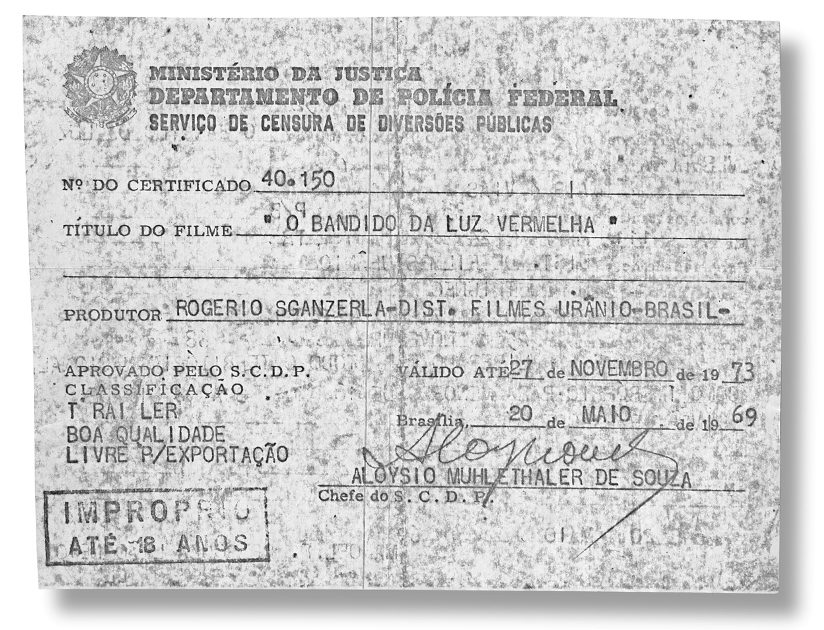 MINISTÉRIO DA JUSTIÇA
DEPARTAMENTO DE POLÍCIA FEDERAL
SERVIÇO DE CENSURA DE DIVERSÕES PÚBLICAS
Nº DO CERTIFICADO 40.150
P/
TÍTULO DO FILME " O BANDIDO DA LUZ VERMELHA "
PRODUTOR ROGERIO SGANZERLA-DIST. FILMES URÂNIO-BRASIL-
APROVADO PELO S.C.D.P. VÁLIDO ATÉ 27 de NOVEMBRO de 19 73
CLASSIFICAÇÃO
TRAILER Brasília, 20 de MAIO de 19 69
BOA QUALIDADE
LIVRE P/EXPORTAÇÃO
ALOYSIO MUHLETHALER DE SOUZA
Chefe do S.C.D.P.
IMPROPRIO
ATÉ 18 ANOS